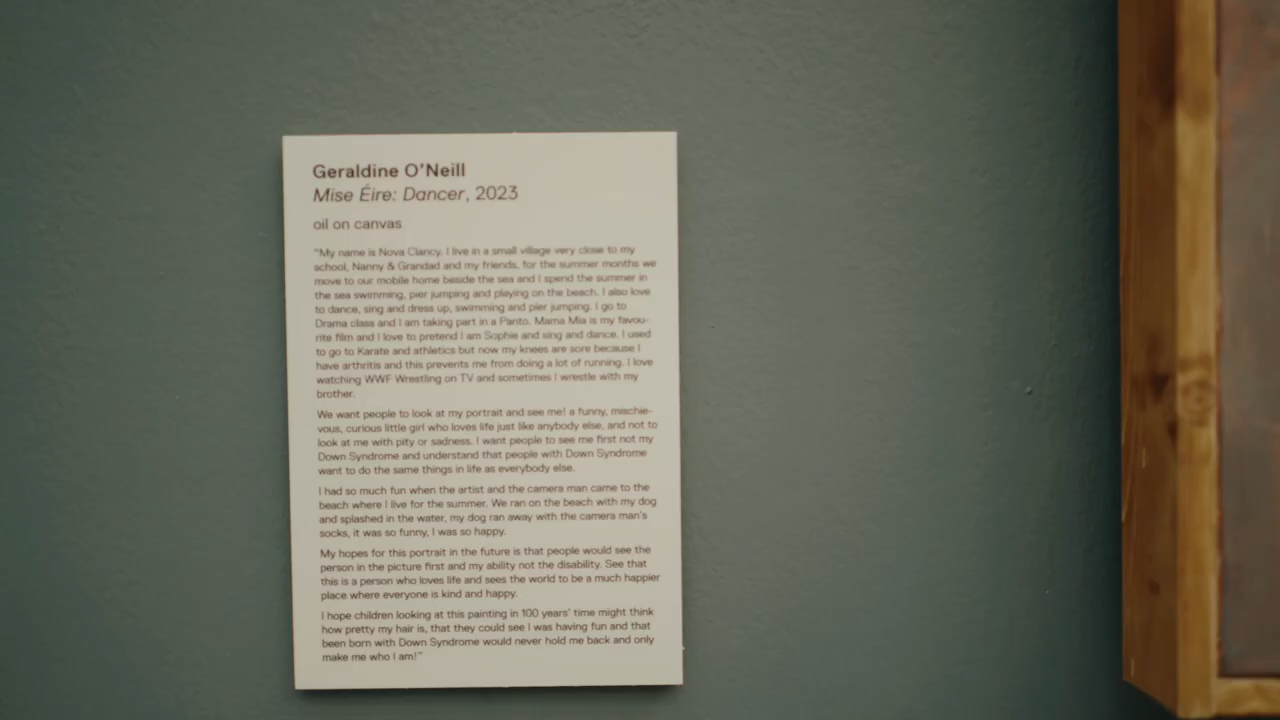 Geraldine O'Neill
Mise Éire: Dancer, 2023
oil on canvas
"My name is Nova Clancy. I live in a small village very close to my
school, Nanny & Grandad and my friends, for the summer months we
move to our mobile home beside the sea and I spend the summer in
the sea swimming, pier jumping and playing on the beach. I also love
to dance, sing and dress up, swimming and pier jumping. I go to
Drama class and I am taking part in a Panto. Mama Mia is my favou-
rite film and I love to pretend I am Sophie and sing and dance. I used
to go to Karate and athletics but now my knees are sore because I
have arthritis and this prevents me from doing a lot of running. I love
watching WWF Wrestling on TV and sometimes I wrestle with my
brother.
We want people to look at my portrait and see me! a funny, mischie-
vous, curious little girl who loves life just like anybody else, and not to
look at me with pity or sadness. I want people to see me first not my
Down Syndrome and understand that people with Down Syndrome
want to do the same things in life as everybody else.
I had so much fun when the artist and the camera man came to the
beach where I live for the summer. We ran on the beach with my dog
and splashed in the water, my dog ran away with the camera man's
socks, it was so funny, I was so happy.
My hopes for this portrait in the future is that people would see the
person in the picture first and my ability not the disability. See that
this is a person who loves life and sees the world to be a much happier
place where everyone is kind and happy.
I hope children looking at this painting in 100 years' time might think
how pretty my hair is, that they could see I was having fun and that
been born with Down Syndrome would never hold me back and only
make me who I am!"